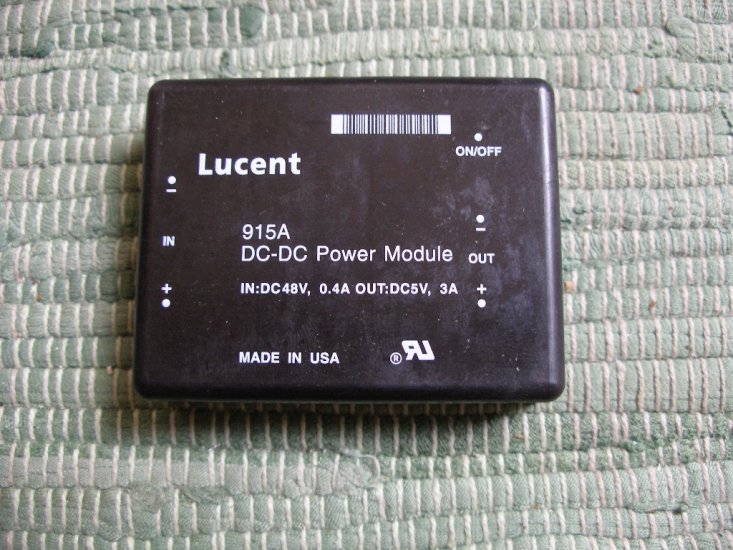 ON/OFF
Lucent
−
−
915A
IN
DC-DC Power Module
OUT
+
IN:DC48V, 0.4A OUT:DC5V, 3A
+
MADE IN USA
® RU